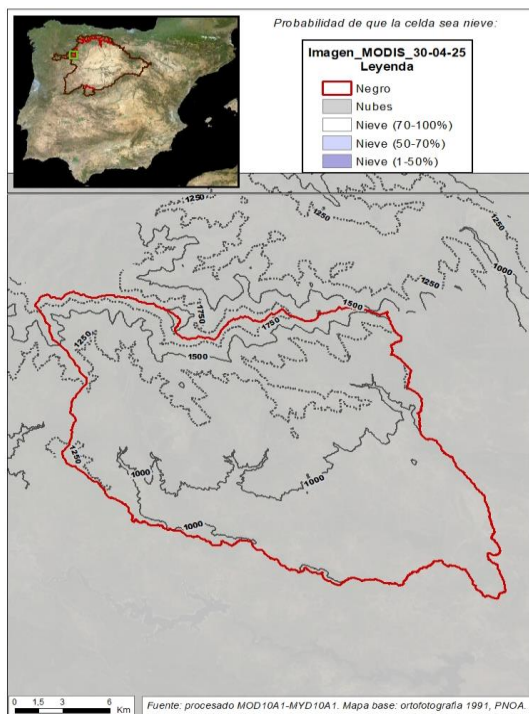 Probabilidad de que la celda sea nieve:
Imagen_MODIS_30-04-25
Leyenda
Negro
Nubes
Nieve (70-100%)
Nieve (50-70%)
Nieve (1-50%)
1250
1250
1250
1000
1250
1750
1500
1750
1250
1500
1250
1000
1000
1000
0 1,5 3 6
Km
Fuente: procesado MOD10A1-MYD10A1. Mapa base: ortofotografia 1991, PNOA.